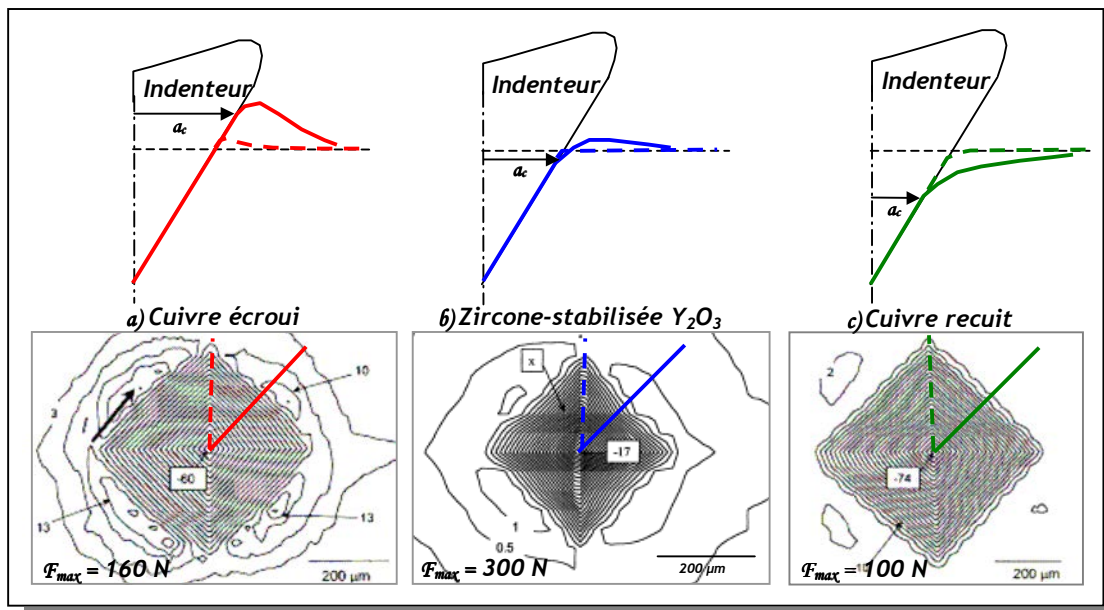 Indenteur
a_c
Indenteur
a_c
Indenteur
a_c
a) Cuivre écroui
b) Zircone-stabilisée Y₂O₃
c) Cuivre recuit
3
10
-60
13
13
F_max = 160 N
200 µm
x
-17
1
0.5
F_max = 300 N
200 µm
2
-74
F_max = 100 N
200 µm